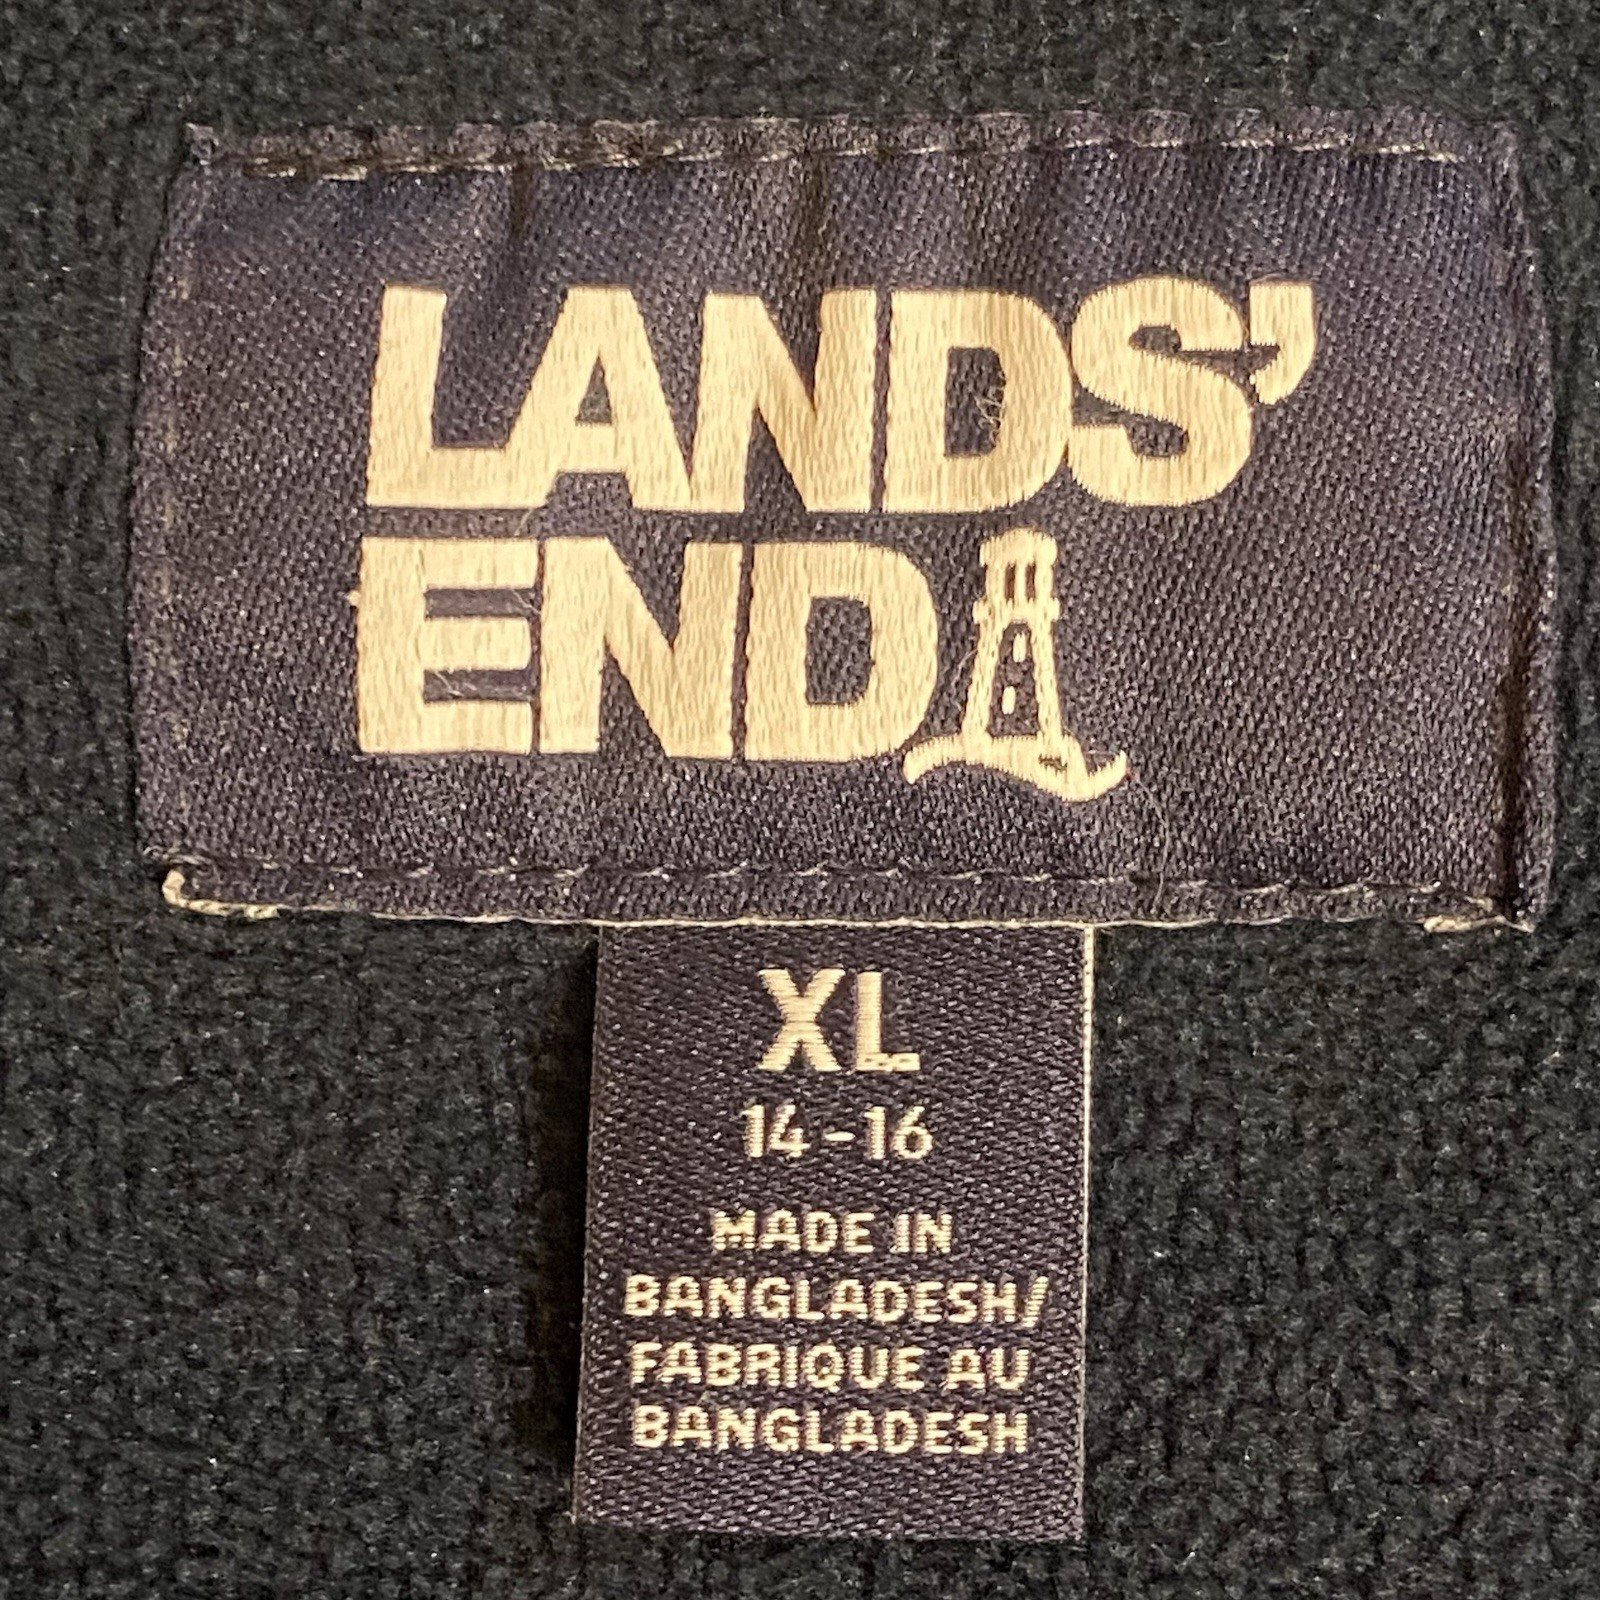 LANDS’
END
XL
14-16
MADE IN
BANGLADESH/
FABRIQUE AU
BANGLADESH